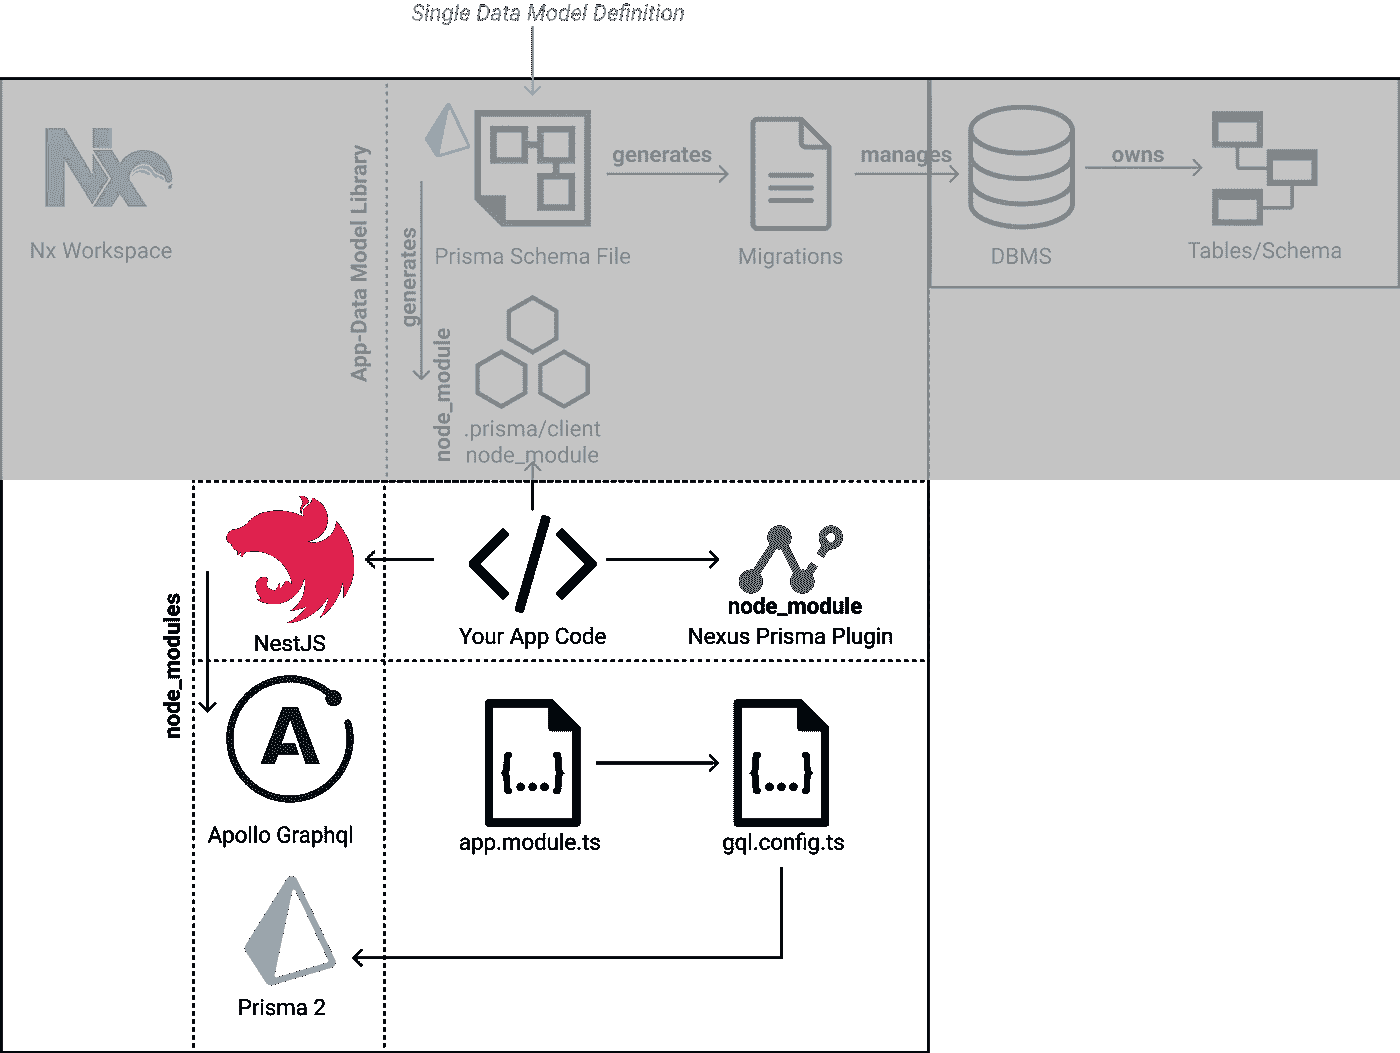 Single Data Model Definition
Nx
Nx Workspace
App-Data Model Library
generates
Prisma Schema File
generates
Migrations
manages
DBMS
owns
Tables/Schema
node_module
.prisma/client
node_module
NestJS
Your App Code
node_module
Nexus Prisma Plugin
node_modules
A
Apollo Graphql
{...}
app.module.ts
{...}
gql.config.ts
Prisma 2